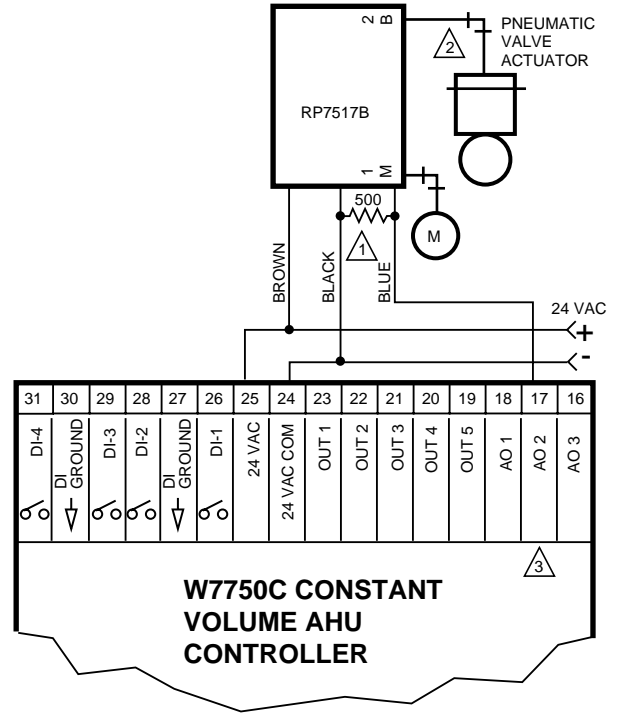 2 B
PNEUMATIC
VALVE
ACTUATOR
2
RP7517B
1 M
500
1
M
BROWN
BLACK
BLUE
24 VAC
+
-
31 30 29 28 27 26 25 24 23 22 21 20 19 18 17 16
DI-4
DI
GROUND
DI-3
DI-2
DI
GROUND
DI-1
24 VAC
24 VAC COM
OUT 1
OUT 2
OUT 3
OUT 4
OUT 5
AO 1
AO 2
AO 3
3
W7750C CONSTANT
VOLUME AHU
CONTROLLER